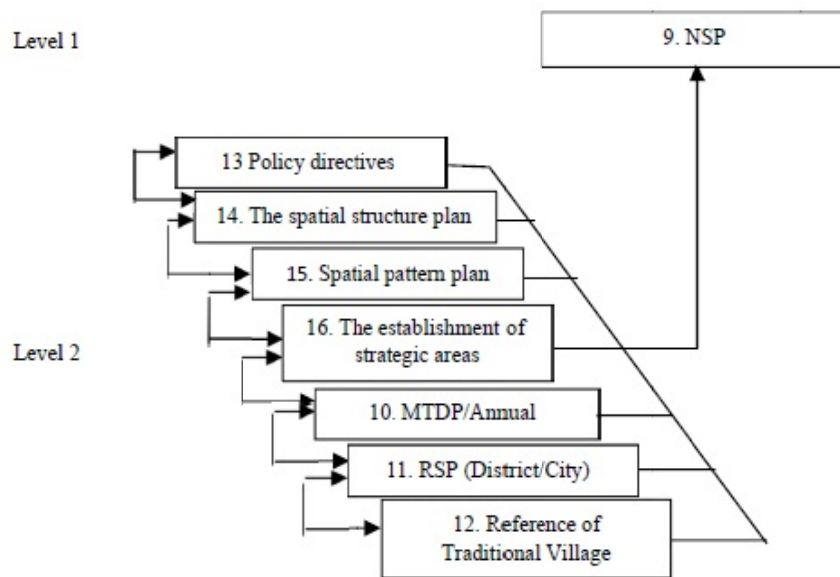 Level 1
9. NSP
13 Policy directives
14. The spatial structure plan
15. Spatial pattern plan
16. The establishment of
strategic areas
Level 2
10. MTDP/Annual
11. RSP (District/City)
12. Reference of
Traditional Village